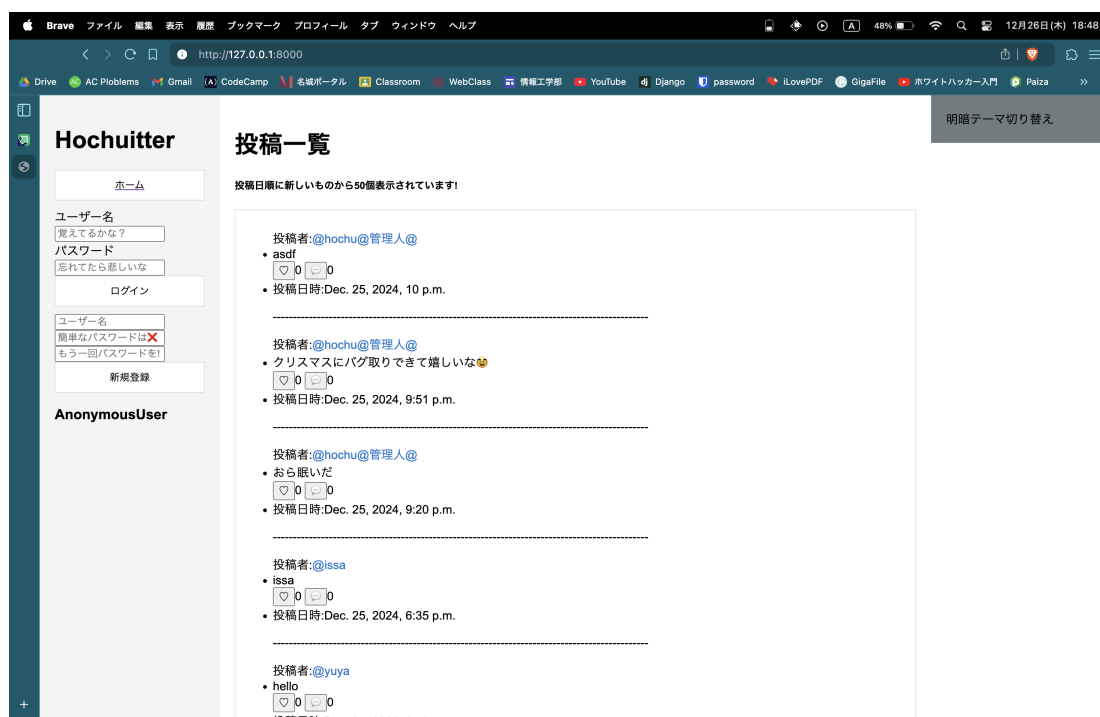 Brave ファイル 編集 表示 履歴 ブックマーク プロフィール タブ ウィンドウ ヘルプ A 48% 12月26日(木) 18:48
http://127.0.0.1:8000
Drive AC AC Ploblems Gmail CodeCamp 名城ポータル Classroom WebClass 情報工学部 YouTube dj Django password iLovePDF GigaFile ホワイトハッカー入門 Paiza »
明暗テーマ切り替え
Hochuitter
ホーム
ユーザー名
覚えてるかな？
パスワード
忘れてたら悲しいな
ログイン
ユーザー名
簡単なパスワードは❌
もう一回パスワードを!
新規登録
AnonymousUser
投稿一覧
投稿日順に新しいものから50個表示されています!
投稿者:@hochu@管理人@
• asdf
♡ 0 💬 0
• 投稿日時:Dec. 25, 2024, 10 p.m.
---------------------------------------------------------------------------------------------
投稿者:@hochu@管理人@
• クリスマスにバグ取りできて嬉しいな🥸
♡ 0 💬 0
• 投稿日時:Dec. 25, 2024, 9:51 p.m.
---------------------------------------------------------------------------------------------
投稿者:@hochu@管理人@
• おら眠いだ
♡ 0 💬 0
• 投稿日時:Dec. 25, 2024, 9:20 p.m.
---------------------------------------------------------------------------------------------
投稿者:@issa
• issa
♡ 0 💬 0
• 投稿日時:Dec. 25, 2024, 6:35 p.m.
---------------------------------------------------------------------------------------------
投稿者:@yuya
• hello
♡ 0 💬 0